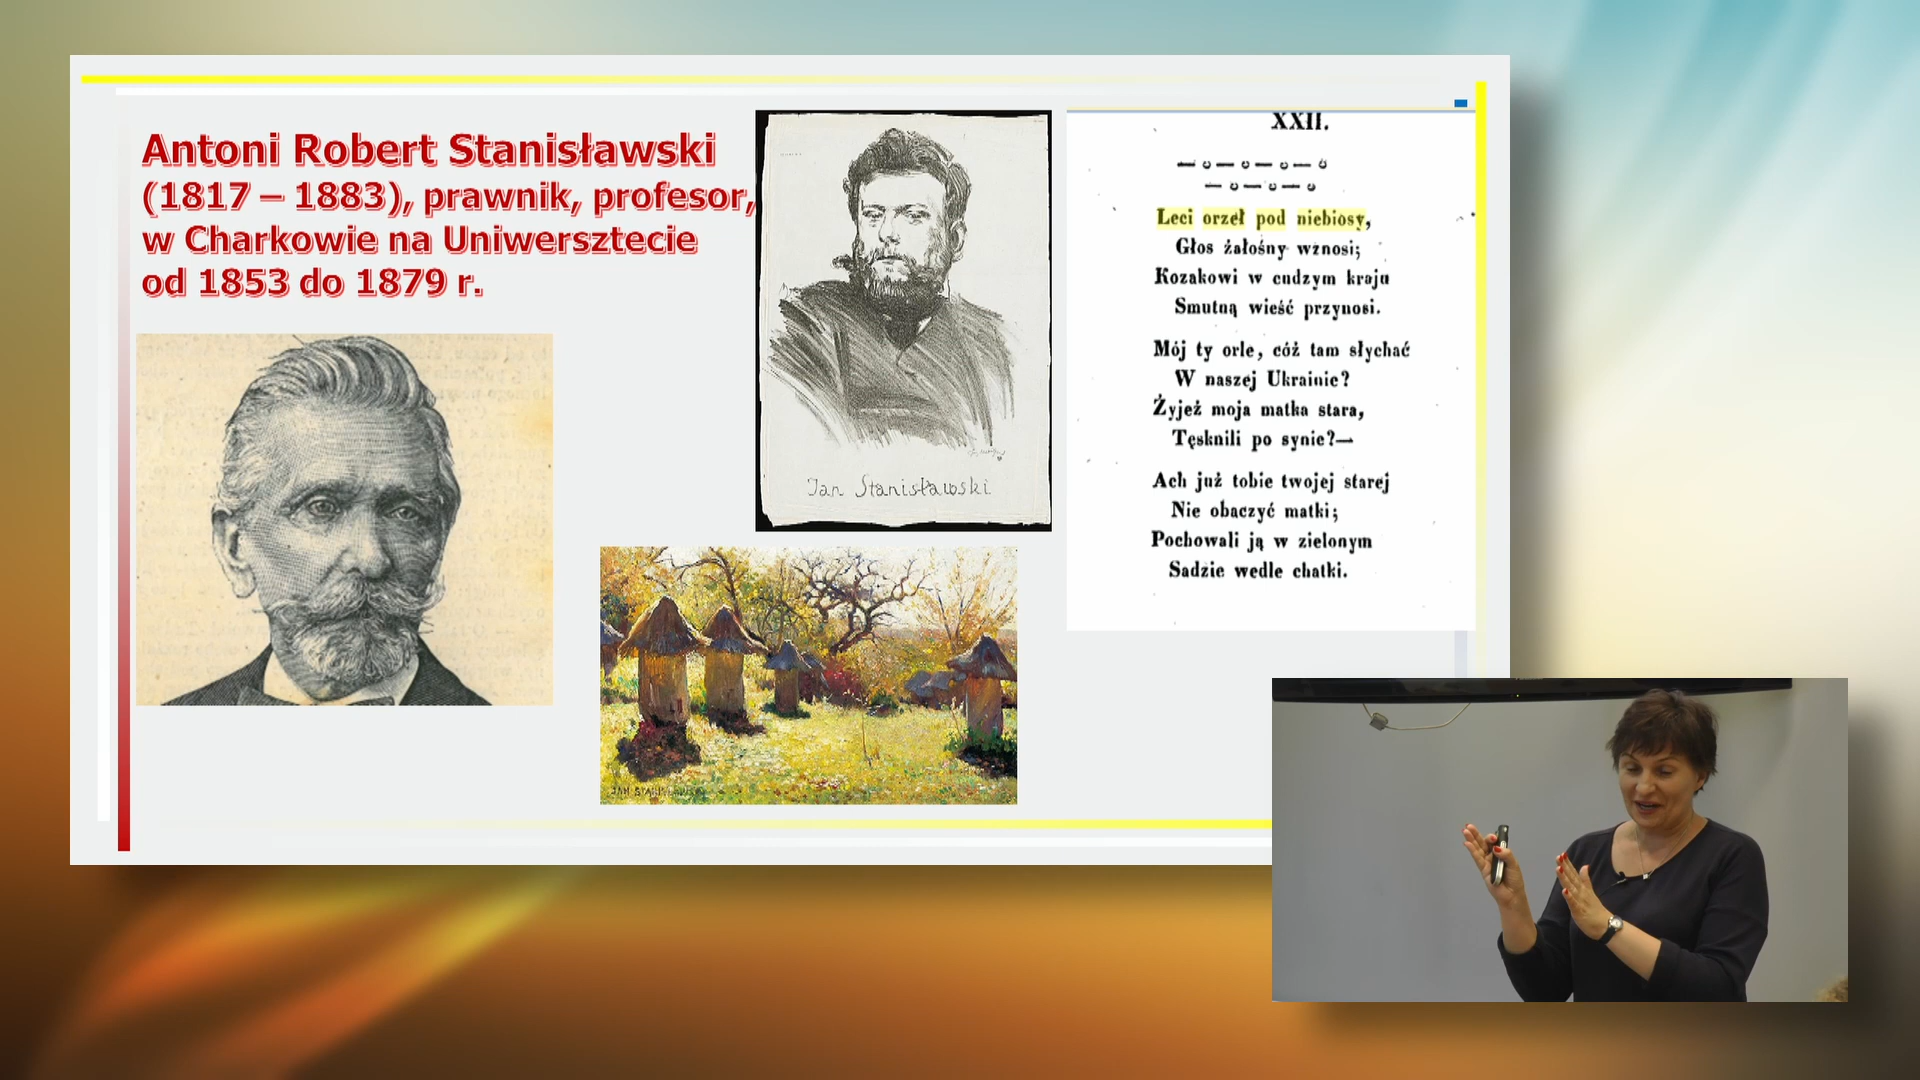 Antoni Robert Stanisławski
(1817 – 1883), prawnik, profesor,
w Charkowie na Uniwersztecie
od 1853 do 1879 r.
Jan Stanisławski
XXII.
Leci orzeł pod niebiosy,
Głos żałośny wznosi;
Kozakowi w cudzym kraju
Smutną wieść przynosi.
Mój ty orle, cóż tam słychać
W naszej Ukrainie?
Żyjeż moja matka stara,
Tęsknili po synie?—
Ach już tobie twojej starej
Nie obaczyć matki;
Pochowali ją w zielonym
Sadzie wedle chatki.
JAN STANISŁAWSKI